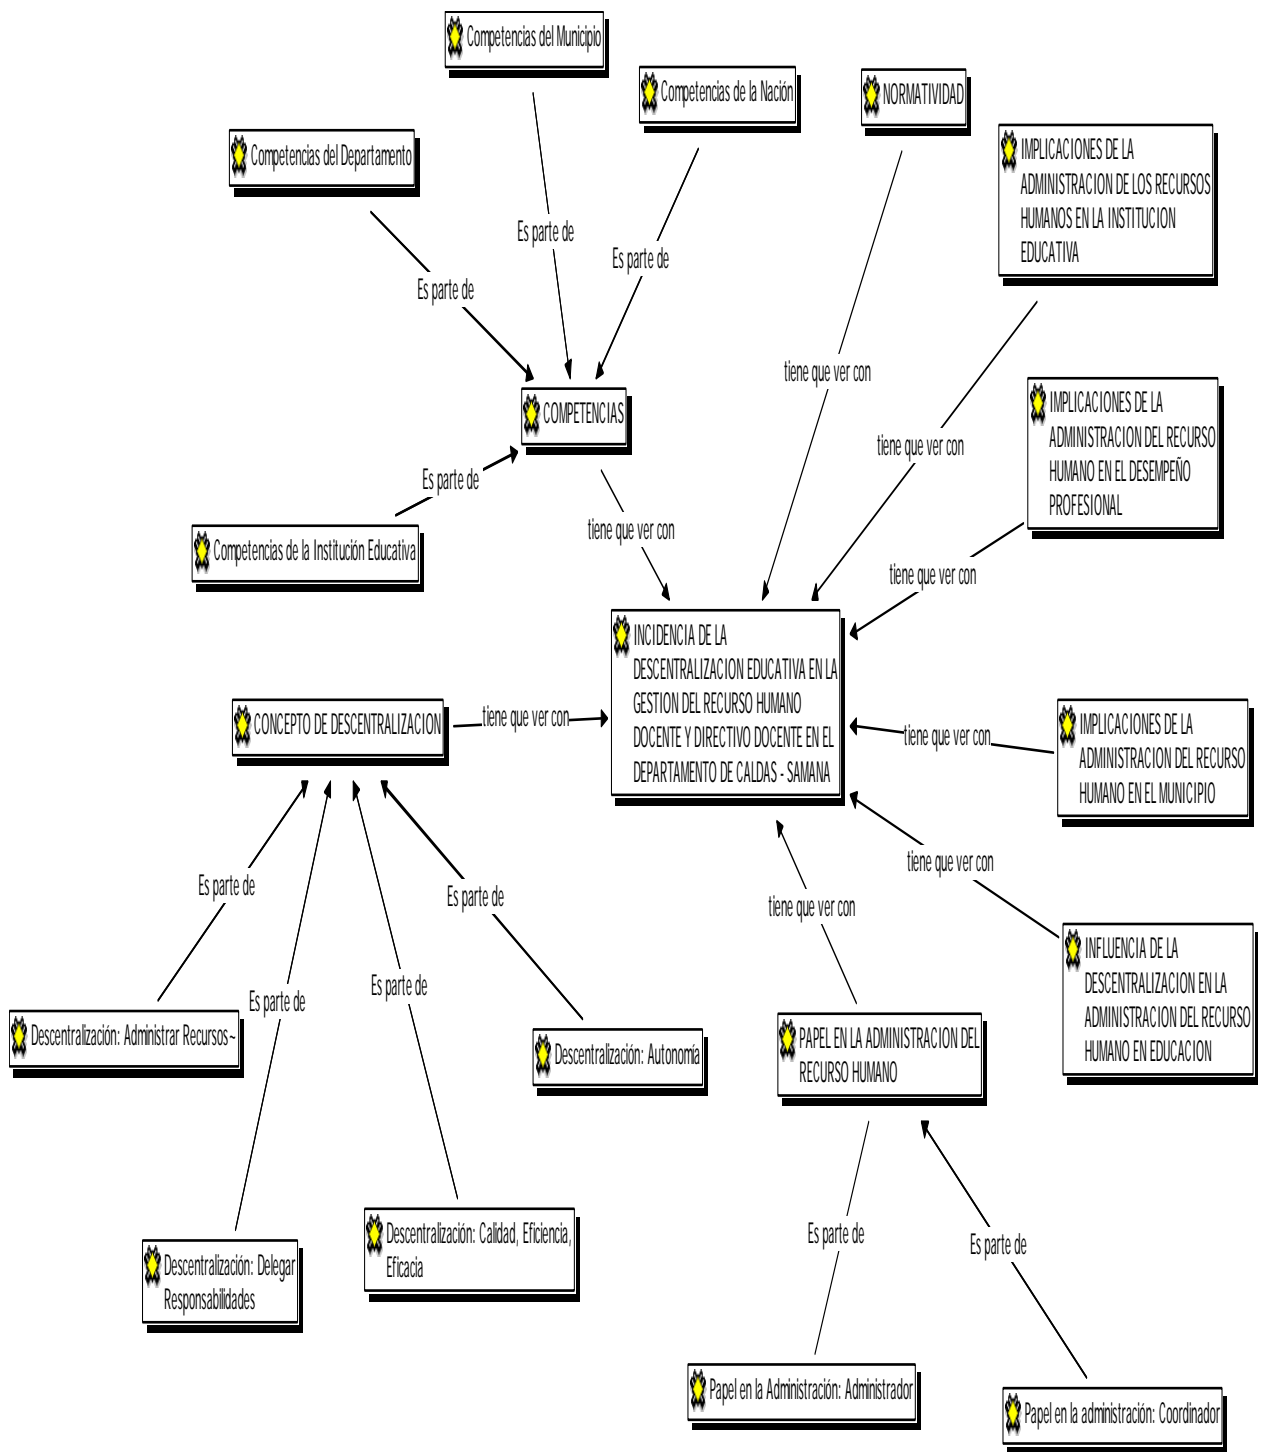 Competencias del Municipio
Competencias de la Nación
NORMATIVIDAD
Competencias del Departamento
IMPLICACIONES DE LA
ADMINISTRACION DE LOS RECURSOS
HUMANOS EN LA INSTITUCION
EDUCATIVA
Es parte de
Es parte de
Es parte de
tiene que ver con
COMPETENCIAS
IMPLICACIONES DE LA
ADMINISTRACION DEL RECURSO
HUMANO EN EL DESEMPEÑO
PROFESIONAL
tiene que ver con
Es parte de
tiene que ver con
Competencias de la Institución Educativa
tiene que ver con
INCIDENCIA DE LA
DESCENTRALIZACION EDUCATIVA EN LA
GESTION DEL RECURSO HUMANO
DOCENTE Y DIRECTIVO DOCENTE EN EL
DEPARTAMENTO DE CALDAS - SAMANA
CONCEPTO DE DESCENTRALIZACION
tiene que ver con
tiene que ver con
IMPLICACIONES DE LA
ADMINISTRACION DEL RECURSO
HUMANO EN EL MUNICIPIO
tiene que ver con
Es parte de
Es parte de
tiene que ver con
INFLUENCIA DE LA
DESCENTRALIZACION EN LA
ADMINISTRACION DEL RECURSO
HUMANO EN EDUCACION
Es parte de
Es parte de
Descentralización: Administrar Recursos~
Descentralización: Autonomía
PAPEL EN LA ADMINISTRACION DEL
RECURSO HUMANO
Descentralización: Calidad, Eficiencia,
Eficacia
Descentralización: Delegar
Responsabilidades
Es parte de
Es parte de
Papel en la Administración: Administrador
Papel en la administración: Coordinador